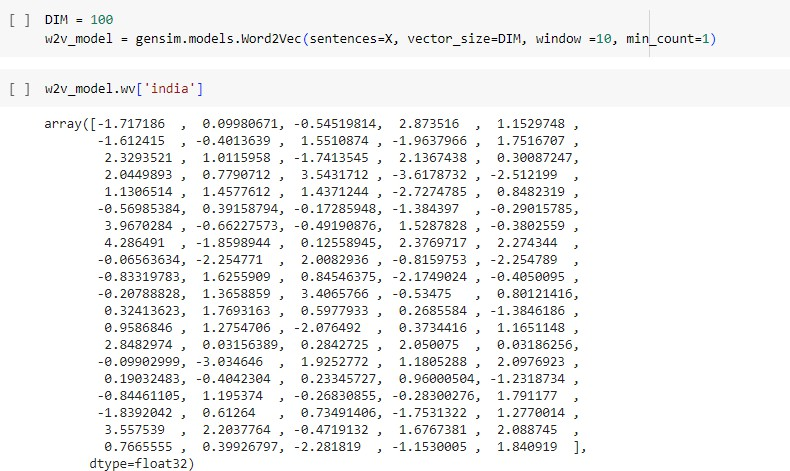 [ ] DIM = 100
w2v_model = gensim.models.Word2Vec(sentences=X, vector_size=DIM, window =10, min_count=1)
[ ] w2v_model.wv['india']
array([-1.717186 , 0.09980671, -0.54519814, 2.873516 , 1.1529748 ,
-1.612415 , -0.4013639 , 1.5510874 , -1.9637966 , 1.7516707 ,
2.3293521 , 1.0115958 , -1.7413545 , 2.1367438 , 0.30087247,
2.0449893 , 0.7790712 , 3.5431712 , -3.6178732 , -2.512199 ,
1.1306514 , 1.4577612 , 1.4371244 , -2.7274785 , 0.8482319 ,
-0.56985384, 0.39158794, -0.17285948, -1.384397 , -0.29015785,
3.9670284 , -0.66227573, -0.49190876, 1.5287828 , -0.3802559 ,
4.286491 , -1.8598944 , 0.12558945, 2.3769717 , 2.274344 ,
-0.06563634, -2.254771 , 2.0082936 , -0.8159753 , -2.254789 ,
-0.83319783, 1.6255909 , 0.84546375, -2.1749024 , -0.4050095 ,
-0.20788828, 1.3658859 , 3.4065766 , -0.53475 , 0.80121416,
0.32413623, 1.7693163 , 0.5977933 , 0.2685584 , -1.3846186 ,
0.9586846 , 1.2754706 , -2.076492 , 0.3734416 , 1.1651148 ,
2.8482974 , 0.03156389, 0.2842725 , 2.050075 , 0.03186256,
-0.09902999, -3.034646 , 1.9252772 , 1.1805288 , 2.0976923 ,
0.19032483, -0.4042304 , 0.23345727, 0.96000504, -1.2318734 ,
-0.84461105, 1.195374 , -0.26830855, -0.28300276, 1.791177 ,
-1.8392042 , 0.61264 , 0.73491406, -1.7531322 , 1.2770014 ,
3.557539 , 2.2037764 , -0.4719132 , 1.6767381 , 2.088745 ,
0.7665555 , 0.39926797, -2.281819 , -1.1530005 , 1.840919 ],
dtype=float32)